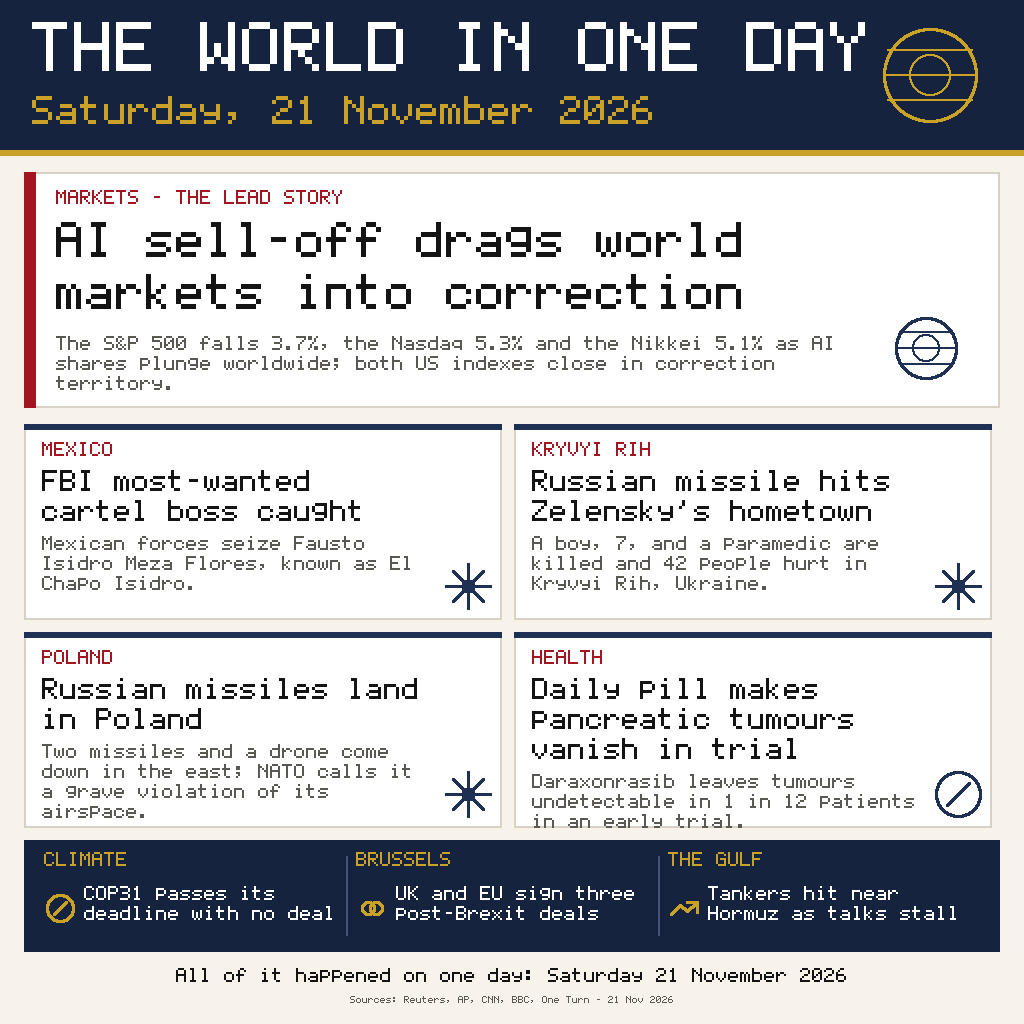 THE WORLD IN ONE DAY
Saturday, 21 November 2026
MARKETS - THE LEAD STORY
AI sell-off drags world
markets into correction
The S&P 500 falls 3.7%, the Nasdaq 5.3% and the Nikkei 5.1% as AI
shares plunge worldwide; both US indexes close in correction
territory.
MEXICO
FBI most-wanted
cartel boss caught
Mexican forces seize Fausto
Isidro Meza Flores, known as El
Chapo Isidro.
KRYVYI RIH
Russian missile hits
Zelensky's hometown
A boy, 7, and a paramedic are
killed and 42 people hurt in
Kryvyi Rih, Ukraine.
POLAND
Russian missiles land
in Poland
Two missiles and a drone come
down in the east; NATO calls it
a grave violation of its
airspace.
HEALTH
Daily pill makes
pancreatic tumours
vanish in trial
Daraxonrasib leaves tumours
undetectable in 1 in 12 patients
in an early trial.
CLIMATE
COP31 passes its
deadline with no deal
BRUSSELS
UK and EU sign three
post-Brexit deals
THE GULF
Tankers hit near
Hormuz as talks stall
All of it happened on one day: Saturday 21 November 2026
Sources: Reuters, AP, CNN, BBC, One Turn - 21 Nov 2026